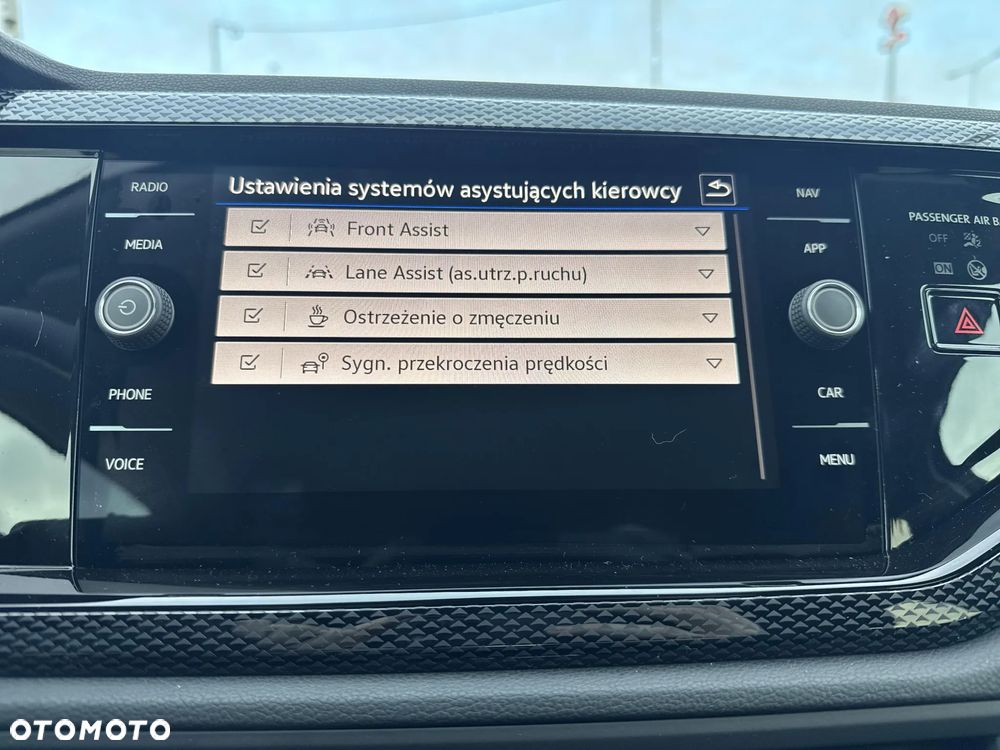 RADIO
MEDIA
PHONE
VOICE
Ustawienia systemów asystujących kierowcy
Front Assist
Lane Assist (as.utrz.p.ruchu)
Ostrzeżenie o zmęczeniu
Sygn. przekroczenia prędkości
NAV
APP
CAR
MENU
PASSENGER AIR B
OFF
ON
OTOMOTO